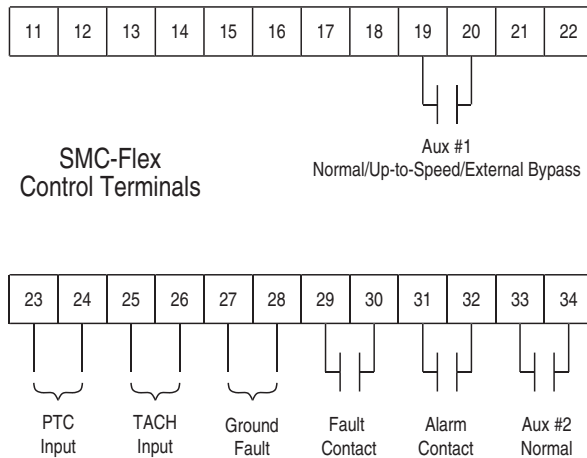 11 12 13 14 15 16 17 18 19 20 21 22
Aux #1
Normal/Up-to-Speed/External Bypass
SMC-Flex
Control Terminals
23 24 25 26 27 28 29 30 31 32 33 34
PTC TACH Ground Fault Alarm Aux #2
Input Input Fault Contact Contact Normal